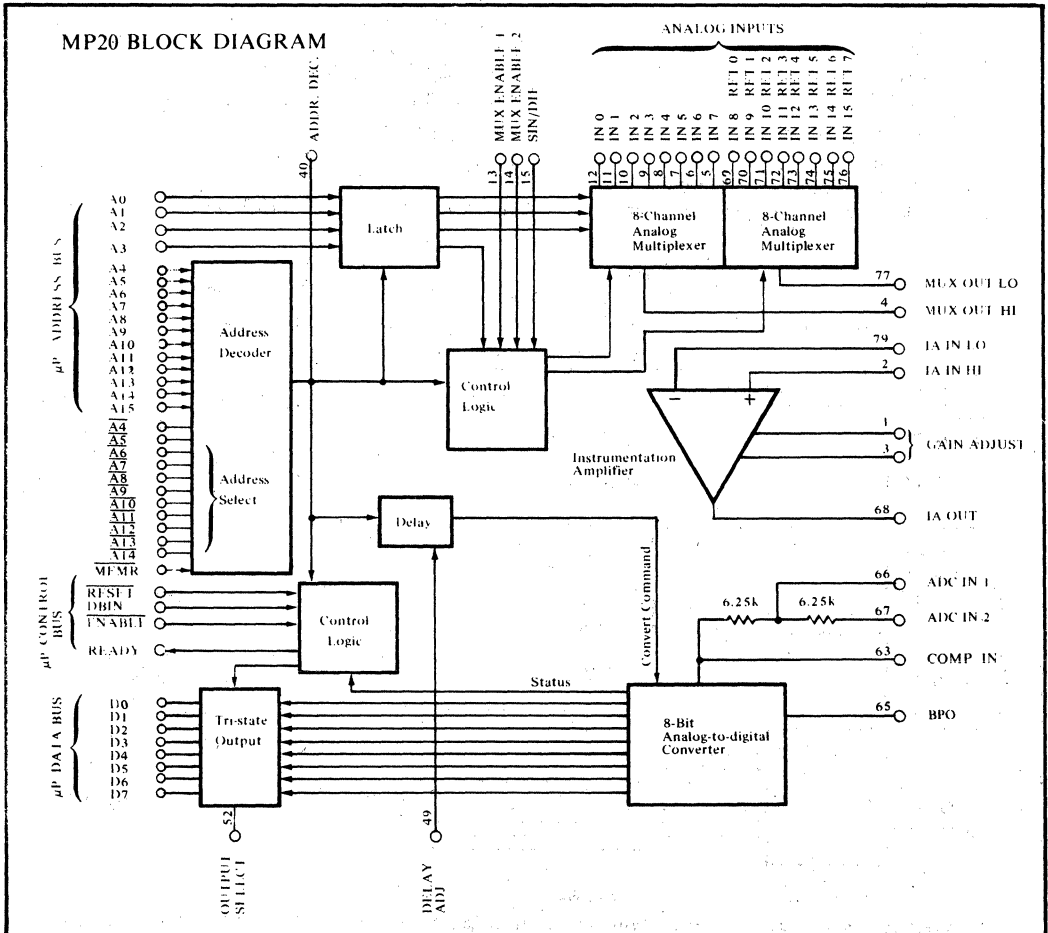 MP20 BLOCK DIAGRAM
ANALOG INPUTS
40
ADDR. DEC.
13
MUX ENABLE 1
14
MUX ENABLE 2
15
SIN/DIF
12
IN 0
11
IN 1
10
IN 2
9
IN 3
8
IN 4
7
IN 5
6
IN 6
5
IN 7
69
IN 8 RET 0
70
IN 9 RET 1
71
IN 10 RET 2
72
IN 11 RET 3
73
IN 12 RET 4
74
IN 13 RET 5
75
IN 14 RET 6
76
IN 15 RET 7
µP ADDRESS BUS
A0
A1
A2
A3
A4
A5
A6
A7
A8
A9
A10
A11
A12
A13
A14
A15
A4
A5
A6
A7
A8
A9
A10
A11
A12
A13
A14
MEMR
Latch
Address
Decoder
Address
Select
8-Channel
Analog
Multiplexer
8-Channel
Analog
Multiplexer
77
MUX OUT LO
4
MUX OUT HI
79
IA IN LO
2
IA IN HI
1
3
GAIN ADJUST
68
IA OUT
Control
Logic
− +
Instrumentation
Amplifier
Delay
Convert Command
µP CONTROL
BUS
RESET
DBIN
ENABLE
READY
Control
Logic
Status
66
ADC IN 1
6.25k
6.25k
67
ADC IN 2
63
COMP IN
65
BPO
µP DATA BUS
D0
D1
D2
D3
D4
D5
D6
D7
Tri-state
Output
8-Bit
Analog-to-digital
Converter
52
OUTPUT
SELECT
49
DELAY
ADJ